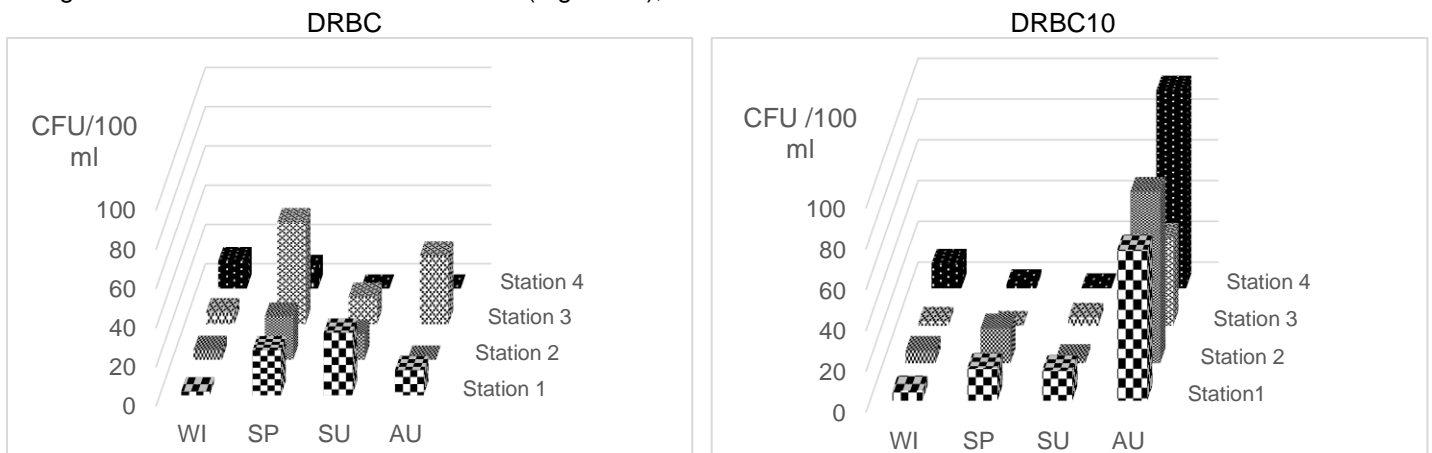 DRBC
CFU/100
ml
100
80
60
40
20
0
WI SP SU AU
Station 4
Station 3
Station 2
Station 1
DRBC10
CFU /100
ml
100
80
60
40
20
0
WI SP SU AU
Station 4
Station 3
Station 2
Station1